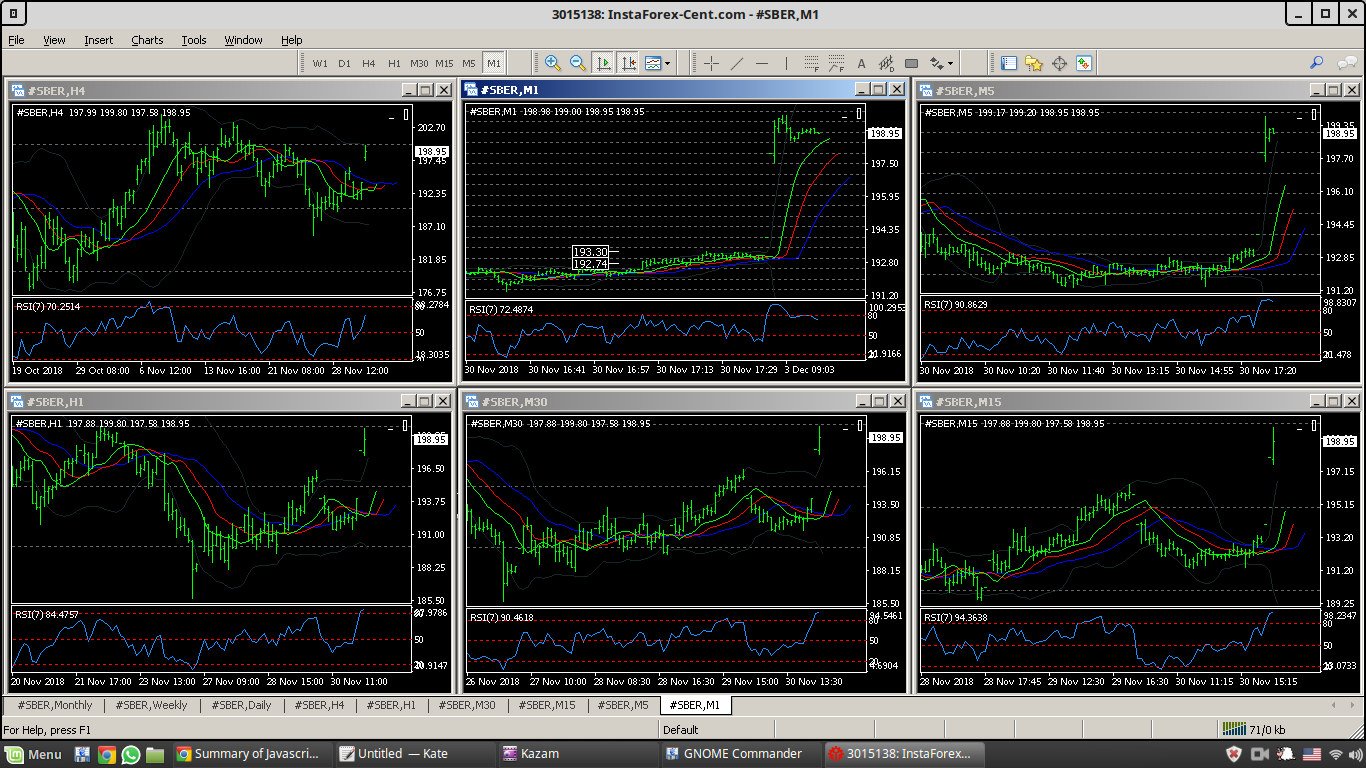 3015138: InstaForex-Cent.com - #SBER,M1
File View Insert Charts Tools Window Help
W1 D1 H4 H1 M30 M15 M5 M1
#SBER,H4
#SBER,H4 197.99 199.80 197.58 198.95
202.70
198.95
197.45
192.35
187.10
181.85
176.75
RSI(7) 70.2514
50
19 Oct 2018 29 Oct 08:00 6 Nov 12:00 13 Nov 16:00 21 Nov 08:00 28 Nov 12:00
#SBER,M1
#SBER,M1 198.98 199.00 198.95 198.95
198.95
197.50
195.95
194.35
192.80
191.20
193.30
192.74
RSI(7) 72.4874
100.2953
80
50
30 Nov 2018 30 Nov 16:41 30 Nov 16:57 30 Nov 17:13 30 Nov 17:29 3 Dec 09:03
#SBER,M5
#SBER,M5 199.17 199.20 198.95 198.95
199.35
198.95
197.70
196.10
194.45
192.85
191.20
RSI(7) 90.8629
98.8307
80
50
30 Nov 2018 30 Nov 10:20 30 Nov 11:40 30 Nov 13:15 30 Nov 14:55 30 Nov 17:20
#SBER,H1
#SBER,H1 197.88 199.80 197.58 198.95
198.95
196.50
193.75
191.00
188.25
185.50
RSI(7) 84.4757
50
20 Nov 2018 21 Nov 17:00 23 Nov 13:00 27 Nov 09:00 28 Nov 15:00 30 Nov 11:00
#SBER,M30
#SBER,M30 197.88 199.80 197.58 198.95
198.95
196.15
193.50
190.85
188.15
185.50
RSI(7) 90.4618
94.5461
80
50
26 Nov 2018 27 Nov 10:00 28 Nov 08:30 28 Nov 16:30 29 Nov 15:00 30 Nov 13:30
#SBER,M15
#SBER,M15 197.88 199.80 197.58 198.95
198.95
197.15
195.15
193.20
191.20
189.25
RSI(7) 94.3638
98.2347
80
50
28 Nov 2018 28 Nov 17:45 29 Nov 12:30 29 Nov 16:30 30 Nov 11:15 30 Nov 15:15
#SBER,Monthly #SBER,Weekly #SBER,Daily #SBER,H4 #SBER,H1 #SBER,M30 #SBER,M15 #SBER,M5 #SBER,M1
For Help, press F1 Default 71/0 kb
Menu Summary of Javascri... Untitled — Kate Kazam GNOME Commander 3015138: InstaForex...